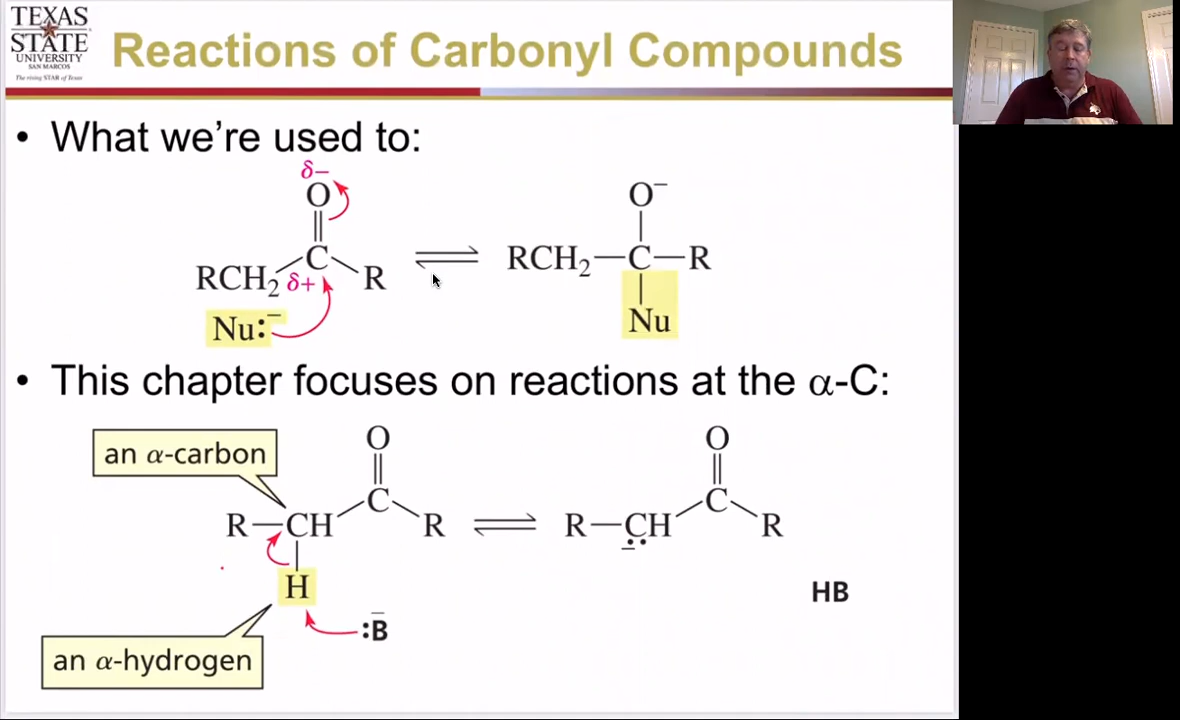 TEXAS
STATE
UNIVERSITY
SAN MARCOS
The rising STAR of Texas
Reactions of Carbonyl Compounds
• What we're used to:
δ−
O
C
RCH₂ δ+ R
Nu:⁻
O⁻
RCH₂—C—R
Nu
• This chapter focuses on reactions at the α-C:
an α-carbon
O
C
R—CH R
H
:B̄
an α-hydrogen
O
C
R—C̤̱H R
HB